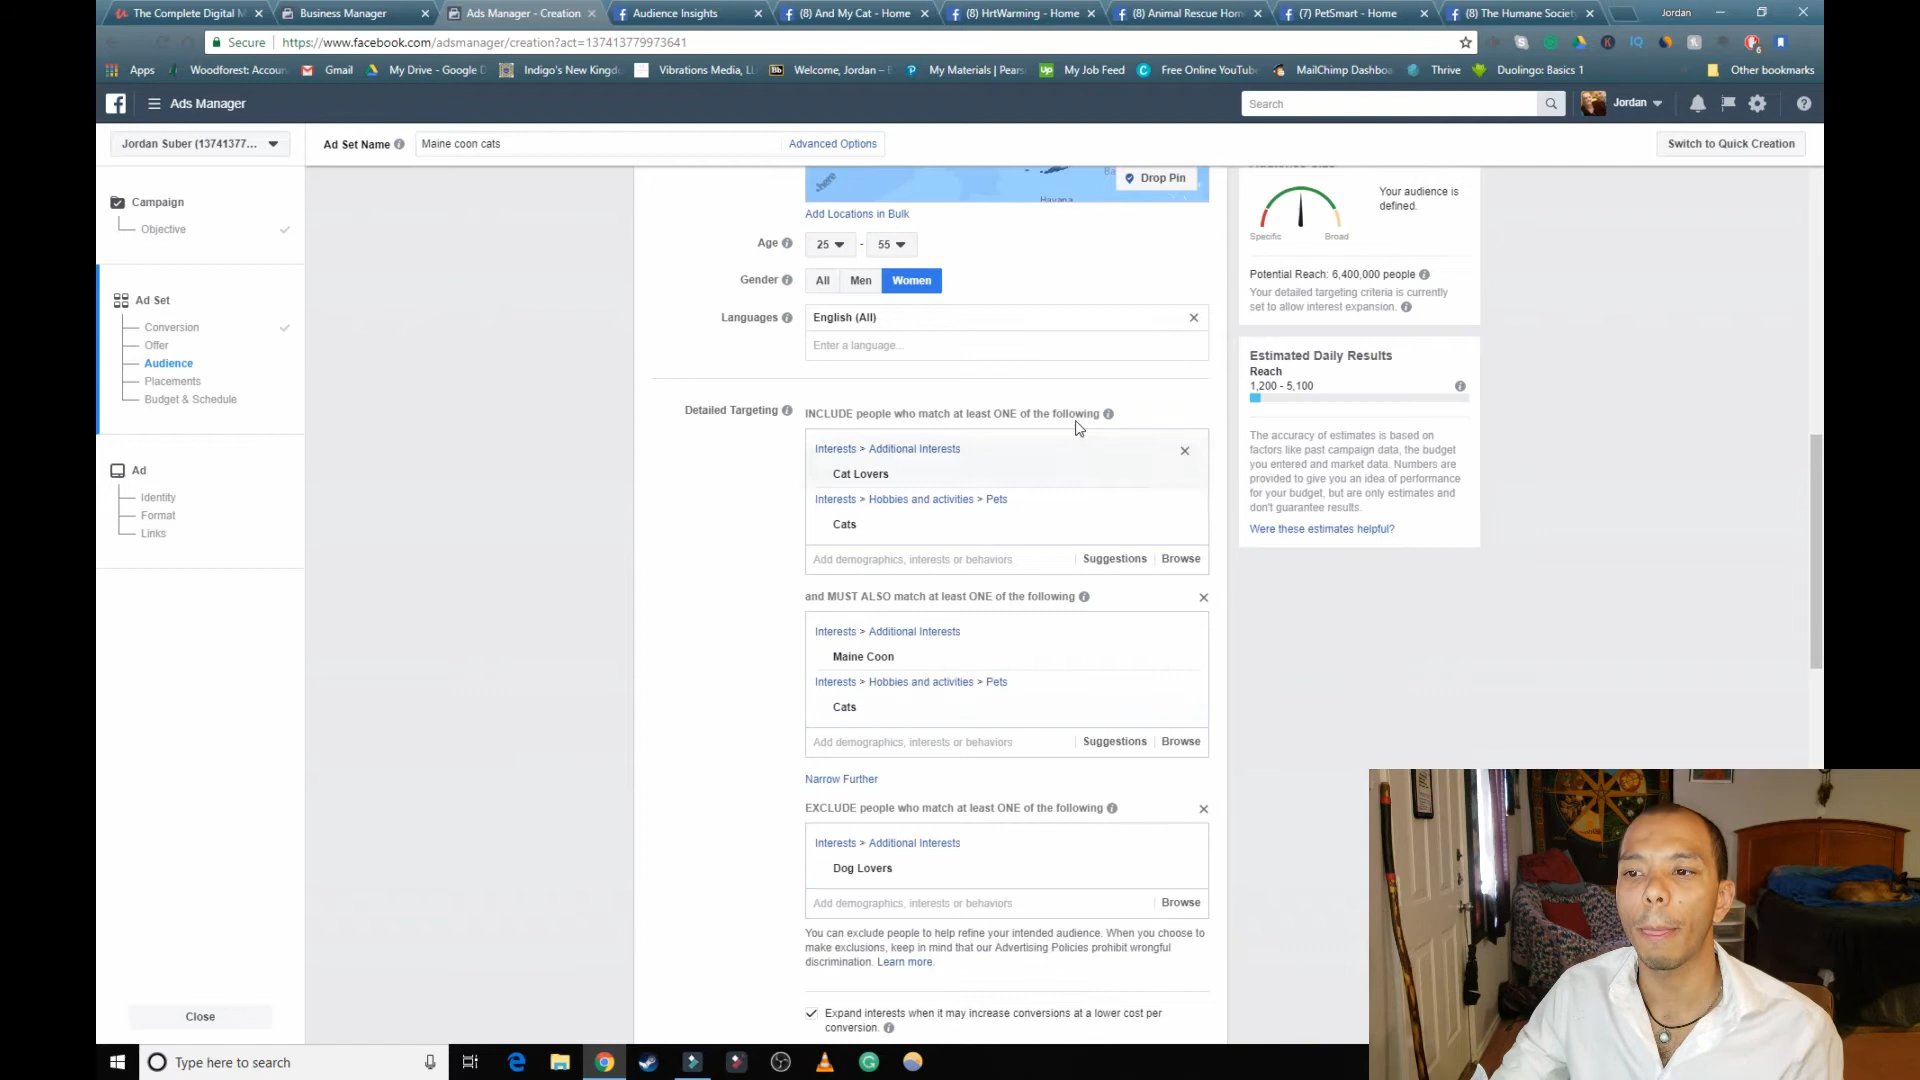 The Complete Digital M
Business Manager
Ads Manager - Creation
Audience Insights
(8) And My Cat - Home
(8) HrtWarming - Home
(8) Animal Rescue Hom
(7) PetSmart - Home
(8) The Humane Society
Jordan
Secure
https://www.facebook.com/adsmanager/creation?act=137413779973641
Apps
Woodforest: Accoun
Gmail
My Drive - Google D
Indigo's New Kingdo
Vibrations Media, LL
Welcome, Jordan –
My Materials | Pears
My Job Feed
Free Online YouTub
MailChimp Dashboa
Thrive
Duolingo: Basics 1
Other bookmarks
Ads Manager
Search
Jordan
Jordan Suber (13741377...
Ad Set Name
Maine coon cats
Advanced Options
Switch to Quick Creation
Campaign
Objective
Ad Set
Conversion
Offer
Audience
Placements
Budget & Schedule
Ad
Identity
Format
Links
Close
Havana
Drop Pin
Add Locations in Bulk
Age
25 - 55
Gender
All
Men
Women
Languages
English (All)
Enter a language...
Detailed Targeting
INCLUDE people who match at least ONE of the following
Interests > Additional Interests
Cat Lovers
Interests > Hobbies and activities > Pets
Cats
Add demographics, interests or behaviors
Suggestions
Browse
and MUST ALSO match at least ONE of the following
Interests > Additional Interests
Maine Coon
Interests > Hobbies and activities > Pets
Cats
Add demographics, interests or behaviors
Suggestions
Browse
Narrow Further
EXCLUDE people who match at least ONE of the following
Interests > Additional Interests
Dog Lovers
Add demographics, interests or behaviors
Browse
You can exclude people to help refine your intended audience. When you choose to
make exclusions, keep in mind that our Advertising Policies prohibit wrongful
discrimination. Learn more.
Expand interests when it may increase conversions at a lower cost per
conversion.
Your audience is
defined.
Specific
Broad
Potential Reach: 6,400,000 people
Your detailed targeting criteria is currently
set to allow interest expansion.
Estimated Daily Results
Reach
1,200 - 5,100
The accuracy of estimates is based on
factors like past campaign data, the budget
you entered and market data. Numbers are
provided to give you an idea of performance
for your budget, but are only estimates and
don't guarantee results.
Were these estimates helpful?
Type here to search